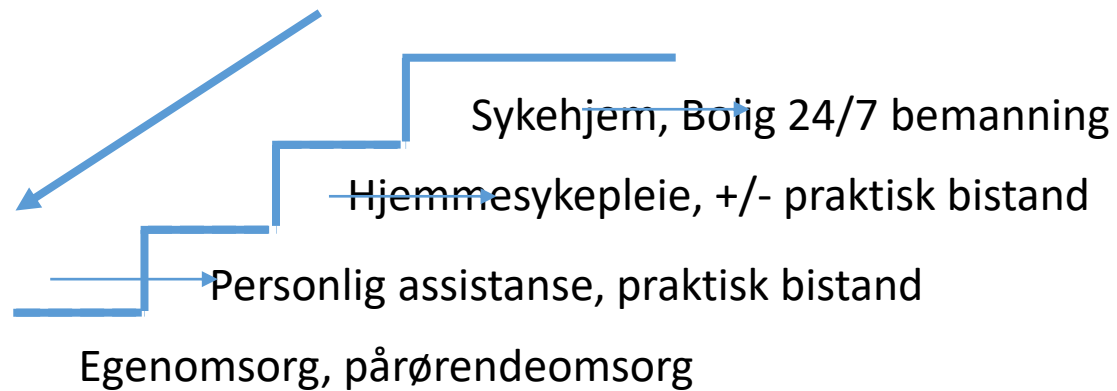 Sykehjem, Bolig 24/7 bemanning
Hjemmesykepleie, +/- praktisk bistand
Personlig assistanse, praktisk bistand
Egenomsorg, pårørendeomsorg